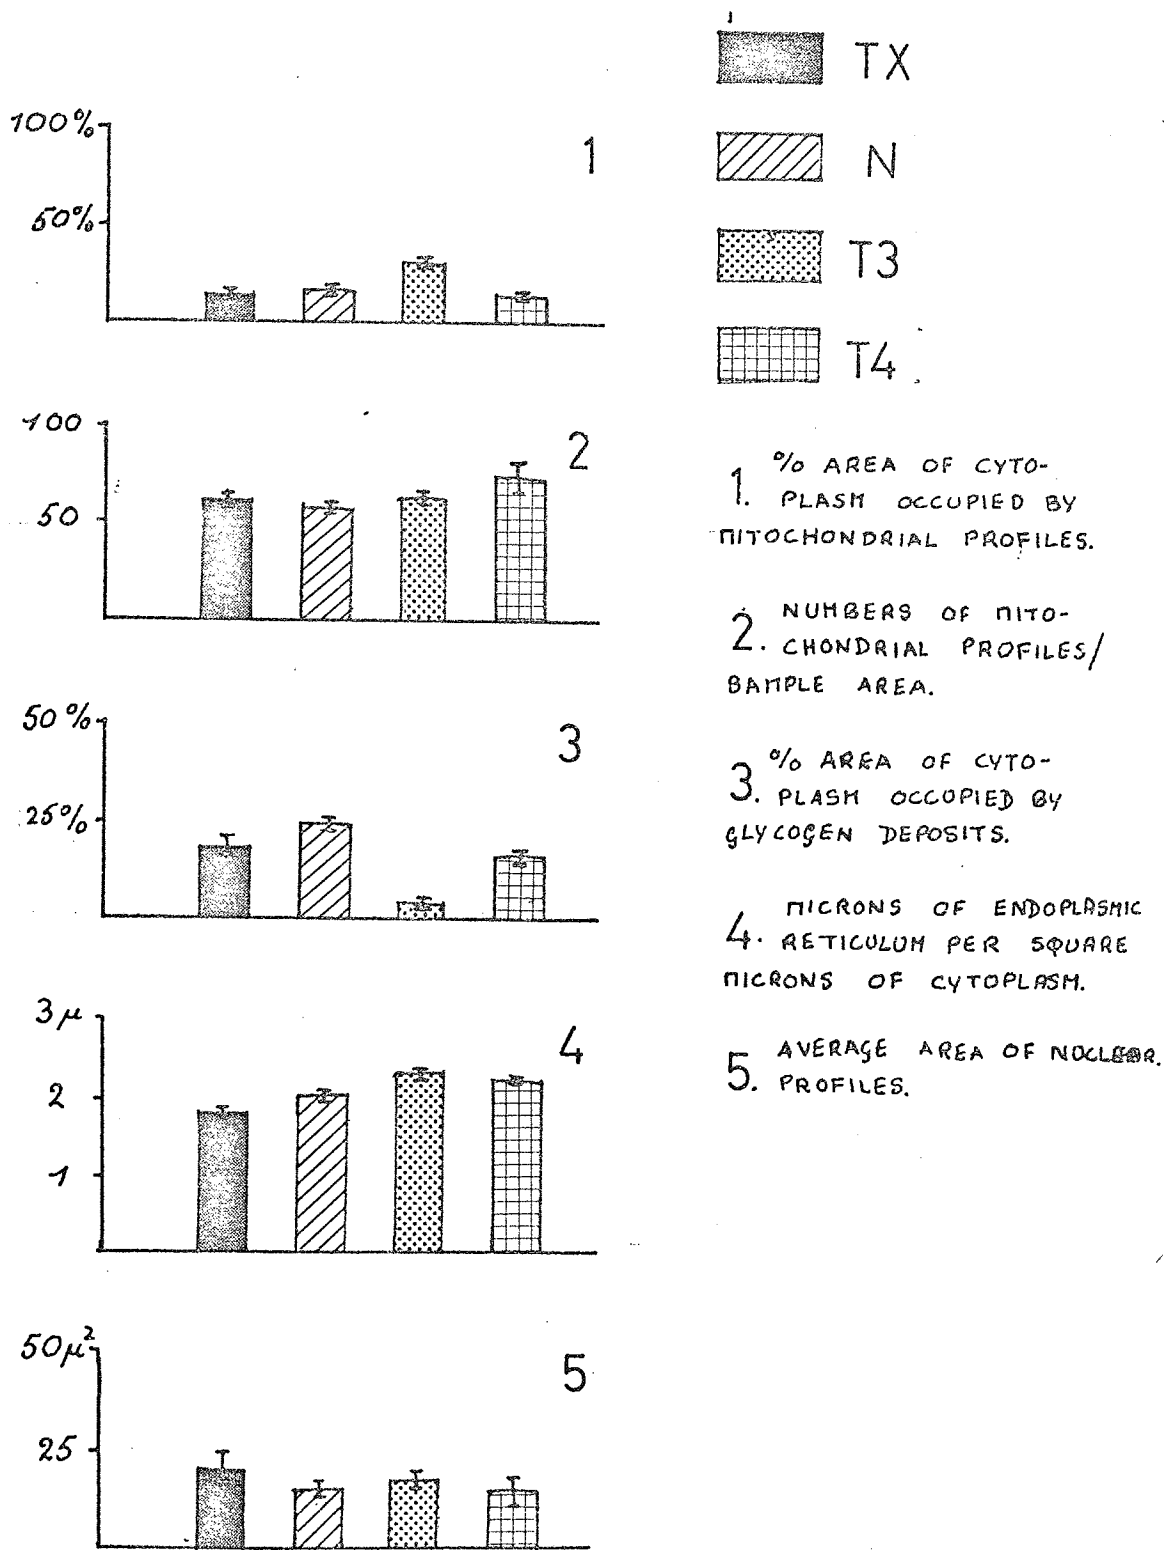 TX
N
T3
T4
100%
50%
1
100
50
2
50%
25%
3
3μ
2
1
4
50μ²
25
5
1. % AREA OF CYTO-
PLASM OCCUPIED BY
MITOCHONDRIAL PROFILES.
2. NUMBERS OF MITO-
CHONDRIAL PROFILES/
SAMPLE AREA.
3. % AREA OF CYTO-
PLASM OCCUPIED BY
GLYCOGEN DEPOSITS.
4. MICRONS OF ENDOPLASMIC
RETICULUM PER SQUARE
MICRONS OF CYTOPLASM.
5. AVERAGE AREA OF NUCLEAR
PROFILES.